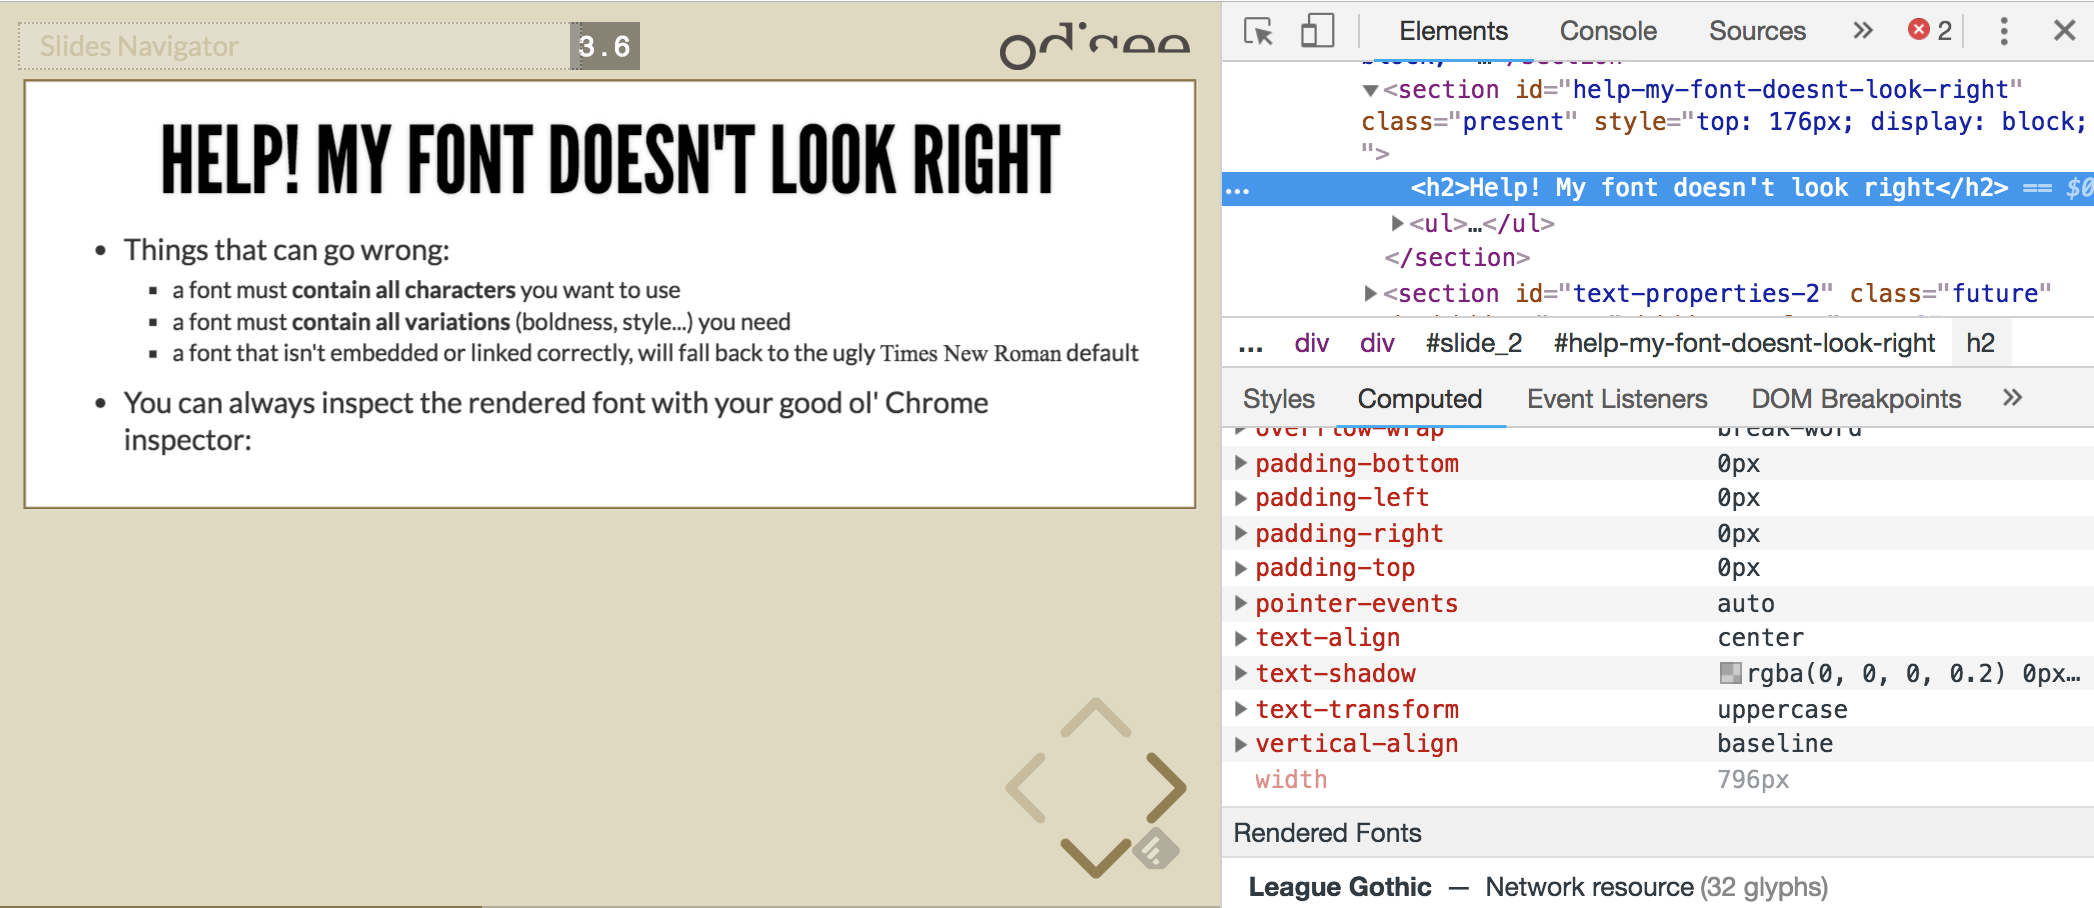 Slides Navigator
3.6
odisee
HELP! MY FONT DOESN'T LOOK RIGHT
• Things that can go wrong:
▪ a font must contain all characters you want to use
▪ a font must contain all variations (boldness, style...) you need
▪ a font that isn't embedded or linked correctly, will fall back to the ugly Times New Roman default
• You can always inspect the rendered font with your good ol' Chrome
inspector:
Elements Console Sources » 2
▼<section id="help-my-font-doesnt-look-right"
class="present" style="top: 176px; display: block;
">
… <h2>Help! My font doesn't look right</h2> == $0
▶<ul>…</ul>
</section>
▶<section id="text-properties-2" class="future"
... div div #slide_2 #help-my-font-doesnt-look-right h2
Styles Computed Event Listeners DOM Breakpoints »
overflow-wrap break-word
▶ padding-bottom 0px
▶ padding-left 0px
▶ padding-right 0px
▶ padding-top 0px
▶ pointer-events auto
▶ text-align center
▶ text-shadow rgba(0, 0, 0, 0.2) 0px…
▶ text-transform uppercase
▶ vertical-align baseline
width 796px
Rendered Fonts
League Gothic — Network resource (32 glyphs)